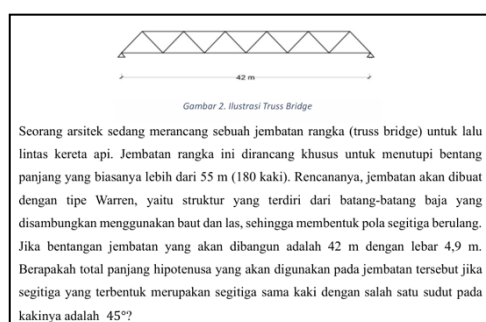 42 m
Gambar 2. Ilustrasi Truss Bridge
Seorang arsitek sedang merancang sebuah jembatan rangka (truss bridge) untuk lalu
lintas kereta api. Jembatan rangka ini dirancang khusus untuk menutupi bentang
panjang yang biasanya lebih dari 55 m (180 kaki). Rencananya, jembatan akan dibuat
dengan tipe Warren, yaitu struktur yang terdiri dari batang-batang baja yang
disambungkan menggunakan baut dan las, sehingga membentuk pola segitiga berulang.
Jika bentangan jembatan yang akan dibangun adalah 42 m dengan lebar 4,9 m.
Berapakah total panjang hipotenusa yang akan digunakan pada jembatan tersebut jika
segitiga yang terbentuk merupakan segitiga sama kaki dengan salah satu sudut pada
kakinya adalah 45°?